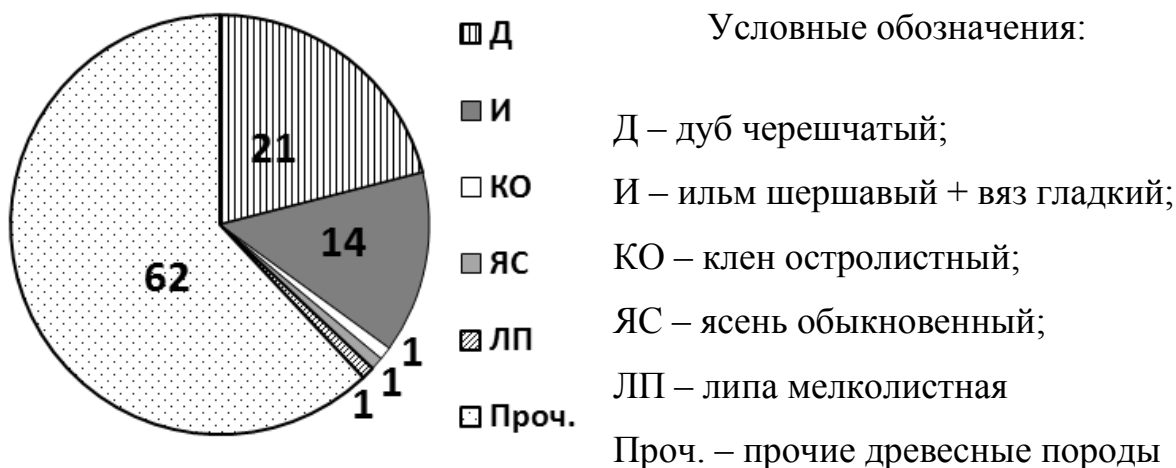 Д
И
КО
ЯС
ЛП
Проч.
21
14
1
1
1
62
Условные обозначения:
Д – дуб черешчатый;
И – ильм шершавый + вяз гладкий;
КО – клен остролистный;
ЯС – ясень обыкновенный;
ЛП – липа мелколистная
Проч. – прочие древесные породы